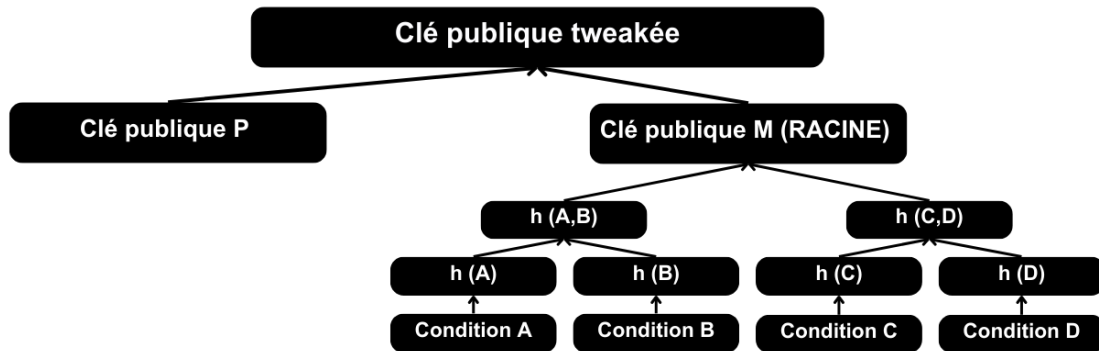 Clé publique tweakée
Clé publique P
Clé publique M (RACINE)
h (A,B)
h (C,D)
h (A)
h (B)
h (C)
h (D)
Condition A
Condition B
Condition C
Condition D